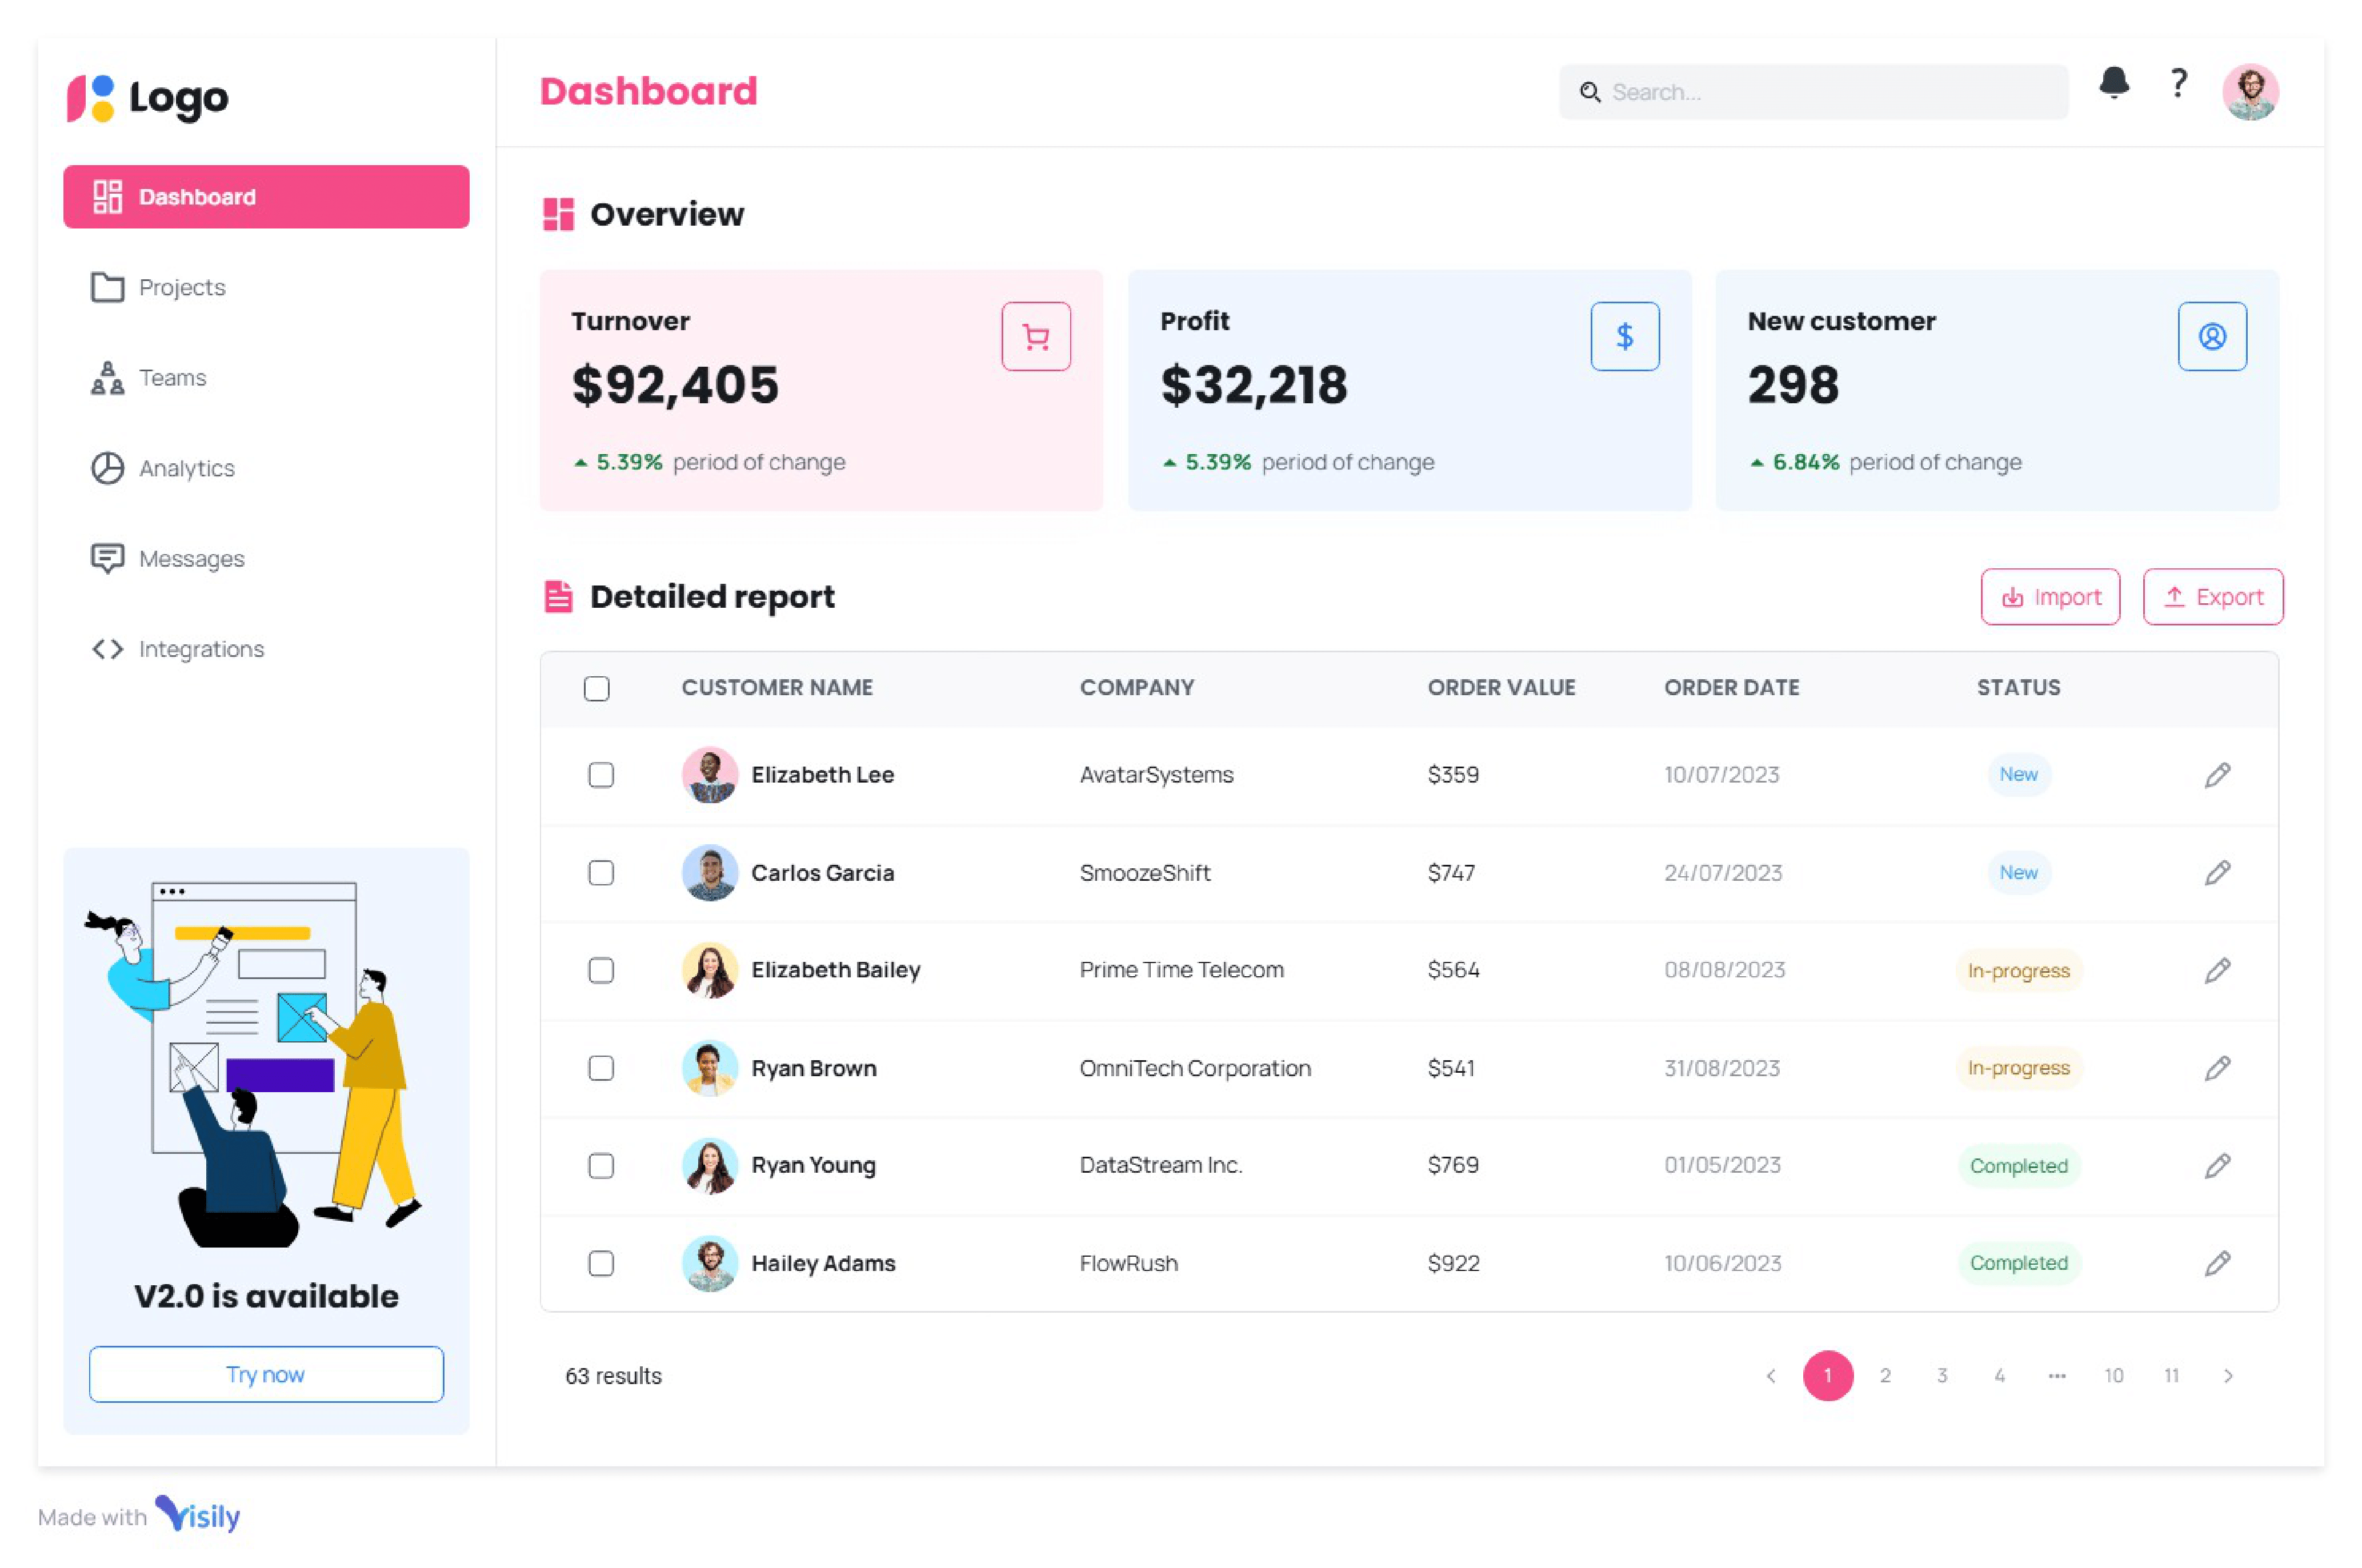 Logo
Dashboard
Projects
Teams
Analytics
Messages
Integrations
V2.0 is available
Try now
Dashboard
Search...
?
Overview
Turnover
$92,405
5.39% period of change
Profit
$
$32,218
5.39% period of change
New customer
298
6.84% period of change
Detailed report
Import
Export
CUSTOMER NAME COMPANY ORDER VALUE ORDER DATE STATUS
Elizabeth Lee AvatarSystems $359 10/07/2023 New
Carlos Garcia SmoozeShift $747 24/07/2023 New
Elizabeth Bailey Prime Time Telecom $564 08/08/2023 In-progress
Ryan Brown OmniTech Corporation $541 31/08/2023 In-progress
Ryan Young DataStream Inc. $769 01/05/2023 Completed
Hailey Adams FlowRush $922 10/06/2023 Completed
63 results
< 1 2 3 4 ... 10 11 >
Made with Visily